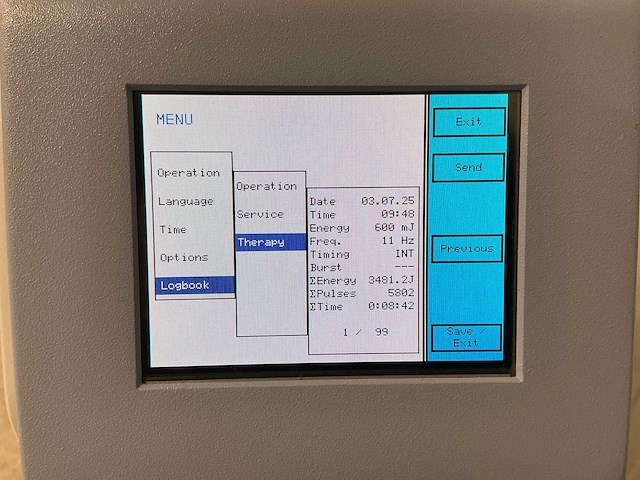 MENU
Operation
Language
Time
Options
Logbook
Operation
Service
Therapy
Date 03.07.25
Time 09:48
Energy 600 mJ
Freq. 11 Hz
Timing INT
Burst ---
ΣEnergy 3481.2J
ΣPulses 5802
ΣTime 0:08:42
1 / 99
Exit
Send
Previous
Save /
Exit